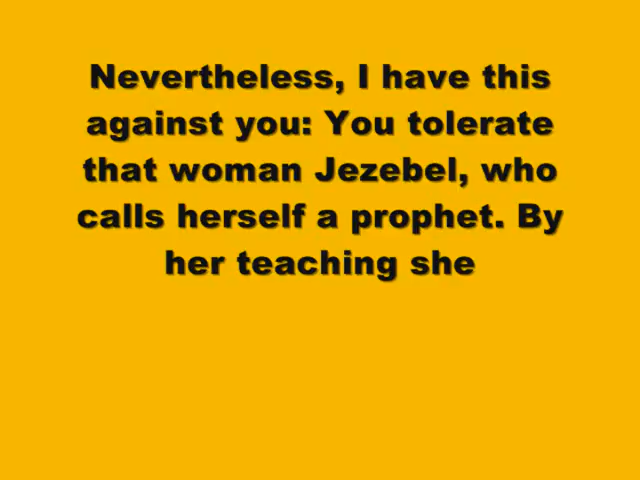 Nevertheless, I have this
against you: You tolerate
that woman Jezebel, who
calls herself a prophet. By
her teaching she